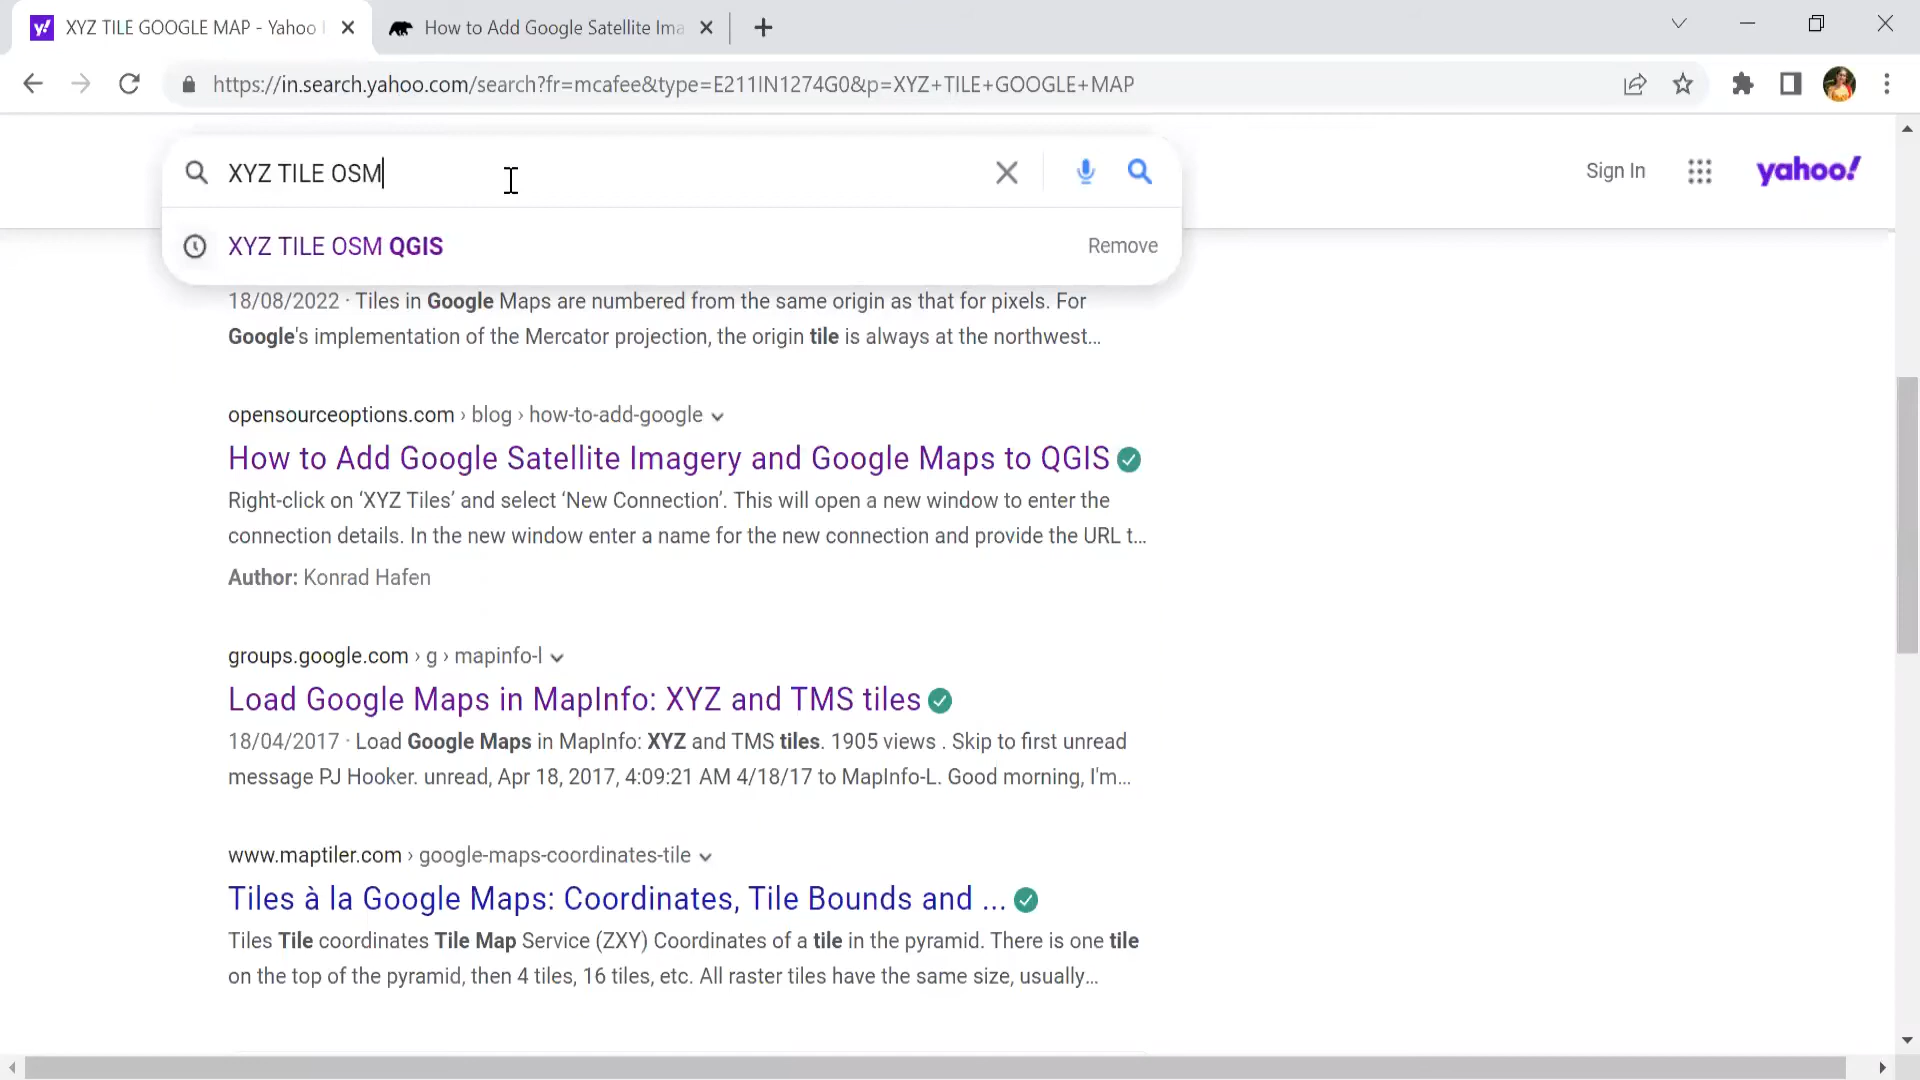 XYZ TILE GOOGLE MAP - Yahoo
How to Add Google Satellite Ima
https://in.search.yahoo.com/search?fr=mcafee&type=E211IN1274G0&p=XYZ+TILE+GOOGLE+MAP
XYZ TILE OSM
Sign In
yahoo!
XYZ TILE OSM QGIS
Remove
18/08/2022 · Tiles in Google Maps are numbered from the same origin as that for pixels. For
Google's implementation of the Mercator projection, the origin tile is always at the northwest...
opensourceoptions.com › blog › how-to-add-google
How to Add Google Satellite Imagery and Google Maps to QGIS
Right-click on ‘XYZ Tiles’ and select ‘New Connection’. This will open a new window to enter the
connection details. In the new window enter a name for the new connection and provide the URL t...
Author: Konrad Hafen
groups.google.com › g › mapinfo-l
Load Google Maps in MapInfo: XYZ and TMS tiles
18/04/2017 · Load Google Maps in MapInfo: XYZ and TMS tiles. 1905 views . Skip to first unread
message PJ Hooker. unread, Apr 18, 2017, 4:09:21 AM 4/18/17 to MapInfo-L. Good morning, I'm...
www.maptiler.com › google-maps-coordinates-tile
Tiles à la Google Maps: Coordinates, Tile Bounds and ...
Tiles Tile coordinates Tile Map Service (ZXY) Coordinates of a tile in the pyramid. There is one tile
on the top of the pyramid, then 4 tiles, 16 tiles, etc. All raster tiles have the same size, usually...